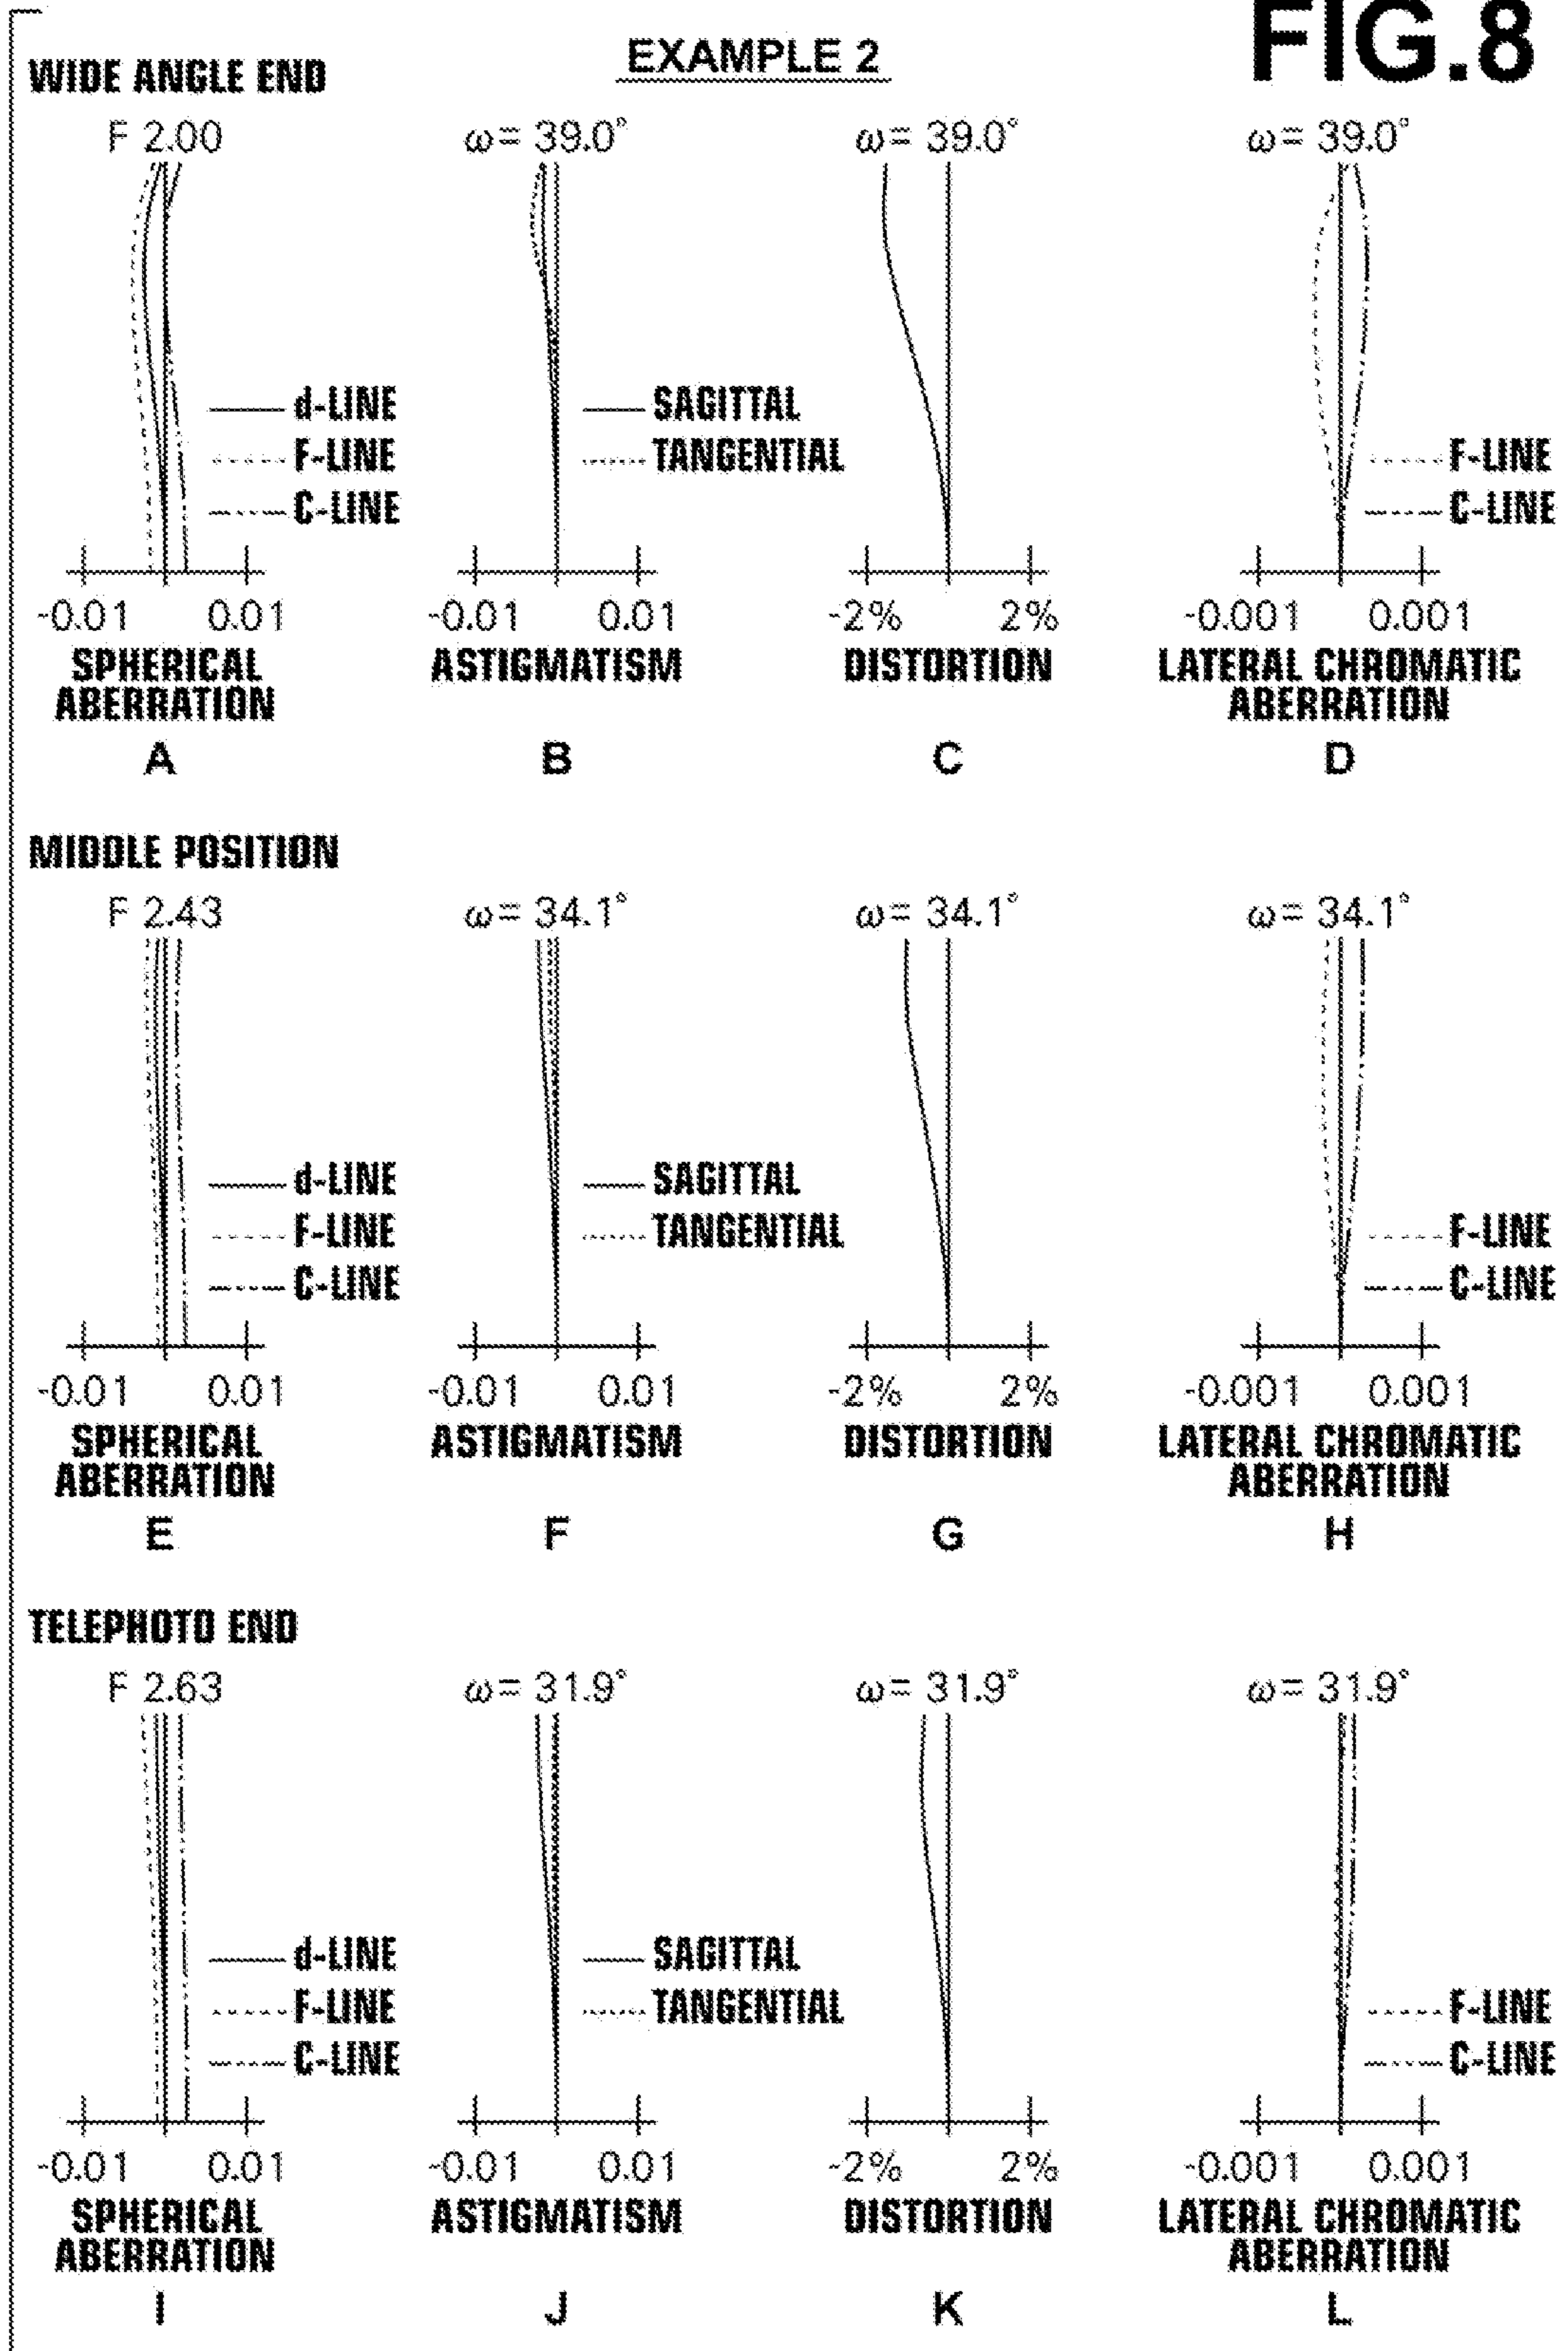 FIG.8
EXAMPLE 2
WIDE ANGLE END
F 2.00
ω= 39.0°
ω= 39.0°
ω= 39.0°
d-LINE
F-LINE
C-LINE
SAGITTAL
TANGENTIAL
F-LINE
C-LINE
-0.01 0.01
-0.01 0.01
-2% 2%
-0.001 0.001
SPHERICAL
ABERRATION
ASTIGMATISM
DISTORTION
LATERAL CHROMATIC
ABERRATION
A
B
C
D
MIDDLE POSITION
F 2.43
ω= 34.1°
ω= 34.1°
ω= 34.1°
d-LINE
F-LINE
C-LINE
SAGITTAL
TANGENTIAL
F-LINE
C-LINE
-0.01 0.01
-0.01 0.01
-2% 2%
-0.001 0.001
SPHERICAL
ABERRATION
ASTIGMATISM
DISTORTION
LATERAL CHROMATIC
ABERRATION
E
F
G
H
TELEPHOTO END
F 2.63
ω= 31.9°
ω= 31.9°
ω= 31.9°
d-LINE
F-LINE
C-LINE
SAGITTAL
TANGENTIAL
F-LINE
C-LINE
-0.01 0.01
-0.01 0.01
-2% 2%
-0.001 0.001
SPHERICAL
ABERRATION
ASTIGMATISM
DISTORTION
LATERAL CHROMATIC
ABERRATION
I
J
K
L